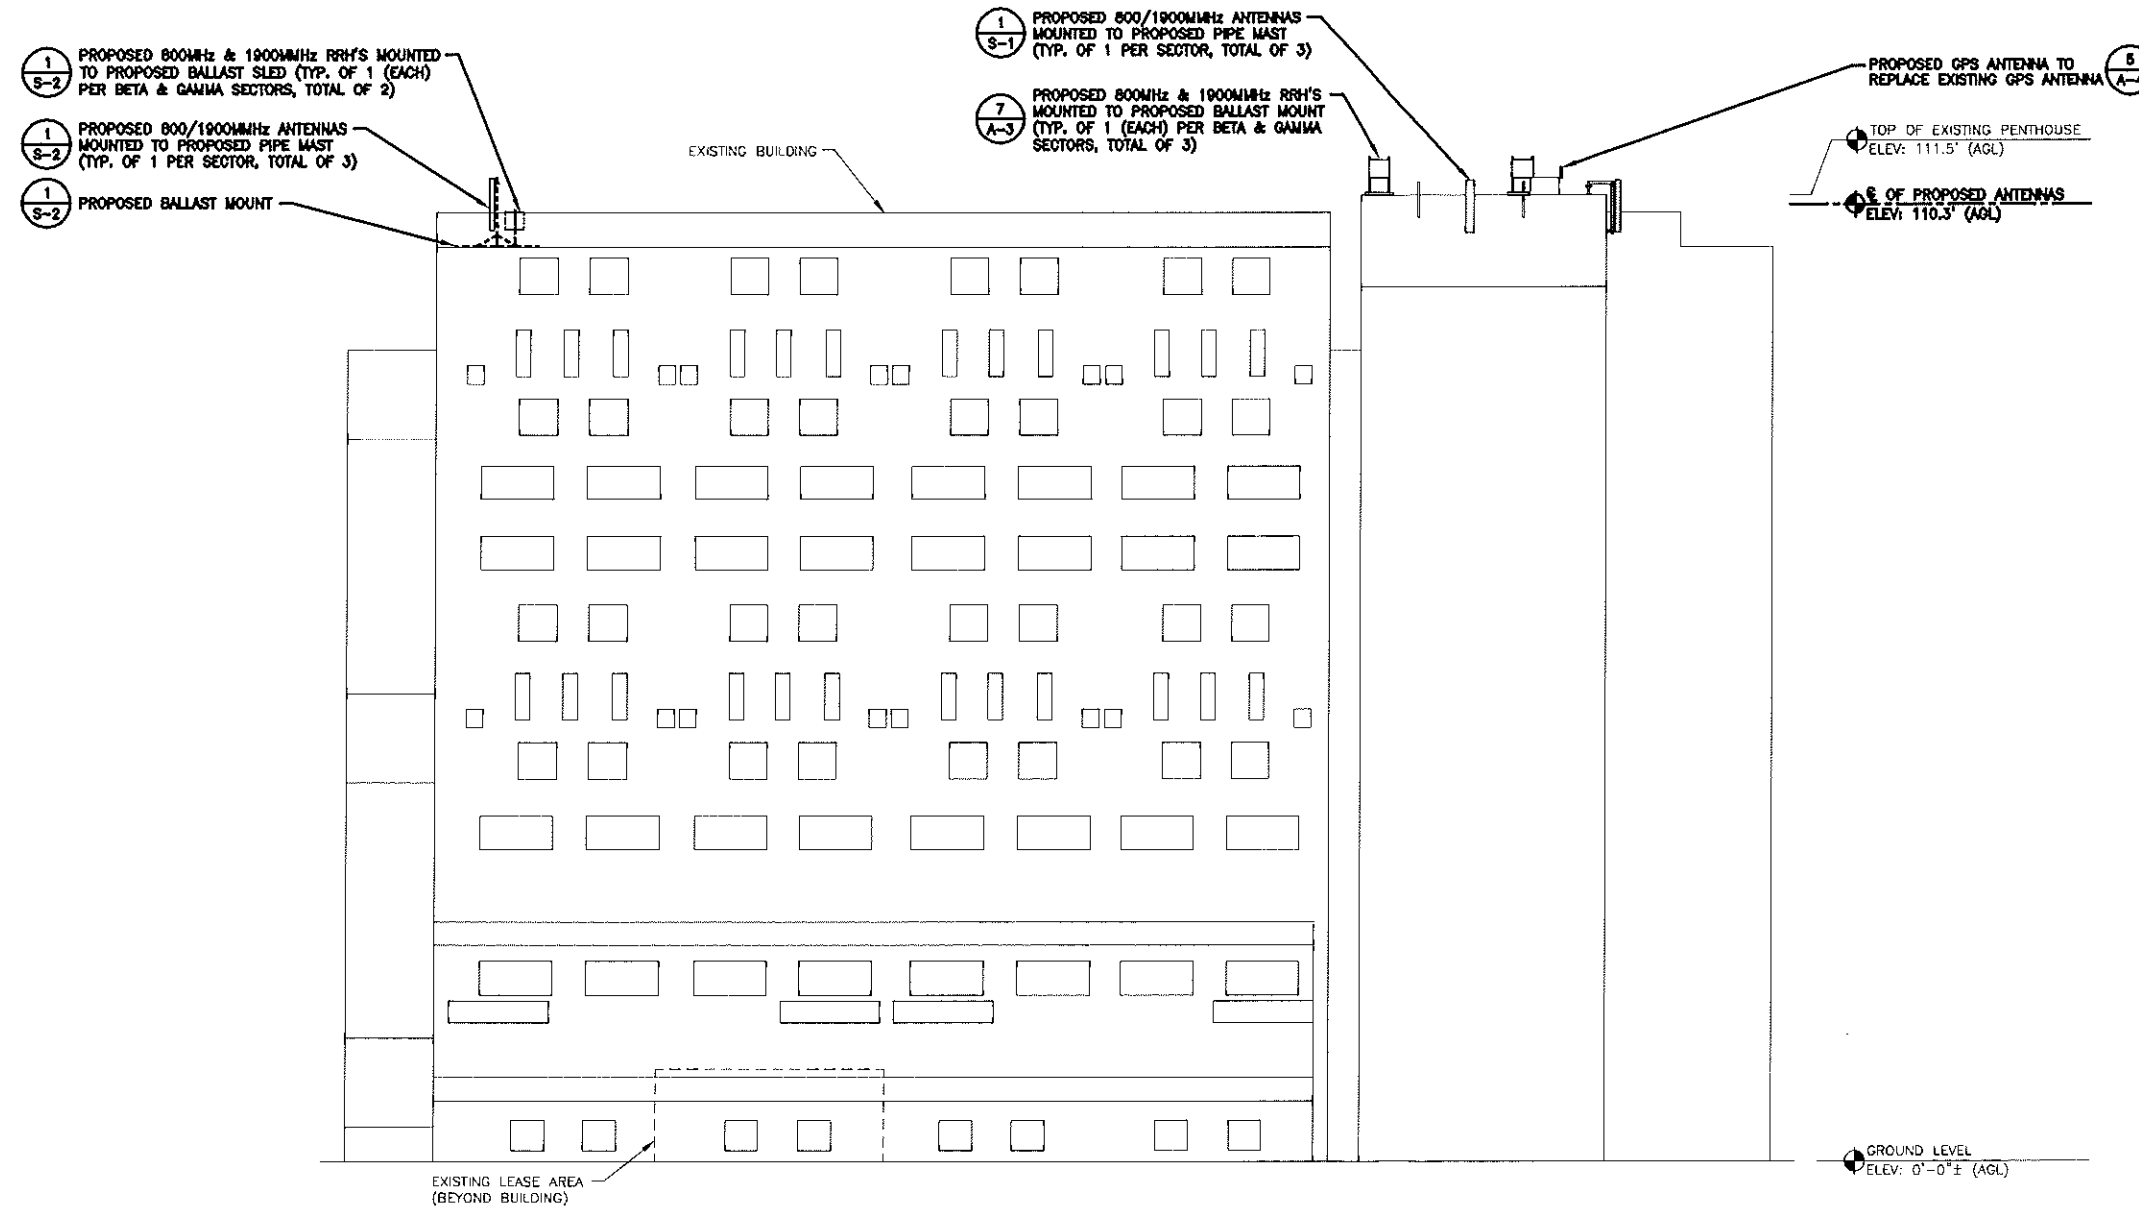 1
S-2
PROPOSED 800MHz & 1900MMHz RRH'S MOUNTED
TO PROPOSED BALLAST SLED (TYP. OF 1 (EACH)
PER BETA & GAMMA SECTORS, TOTAL OF 2)
1
S-2
PROPOSED 800/1900MMHz ANTENNAS
MOUNTED TO PROPOSED PIPE MAST
(TYP. OF 1 PER SECTOR, TOTAL OF 3)
1
S-2
PROPOSED BALLAST MOUNT
EXISTING BUILDING
1
S-1
PROPOSED 800/1900MMHz ANTENNAS
MOUNTED TO PROPOSED PIPE MAST
(TYP. OF 1 PER SECTOR, TOTAL OF 3)
7
A-3
PROPOSED 800MHz & 1900MMHz RRH'S
MOUNTED TO PROPOSED BALLAST MOUNT
(TYP. OF 1 (EACH) PER BETA & GAMMA
SECTORS, TOTAL OF 3)
PROPOSED GPS ANTENNA TO
REPLACE EXISTING GPS ANTENNA
TOP OF EXISTING PENTHOUSE
ELEV: 111.5' (AGL)
℄ OF PROPOSED ANTENNAS
ELEV: 110.3' (AGL)
EXISTING LEASE AREA
(BEYOND BUILDING)
GROUND LEVEL
ELEV: 0'-0"± (AGL)